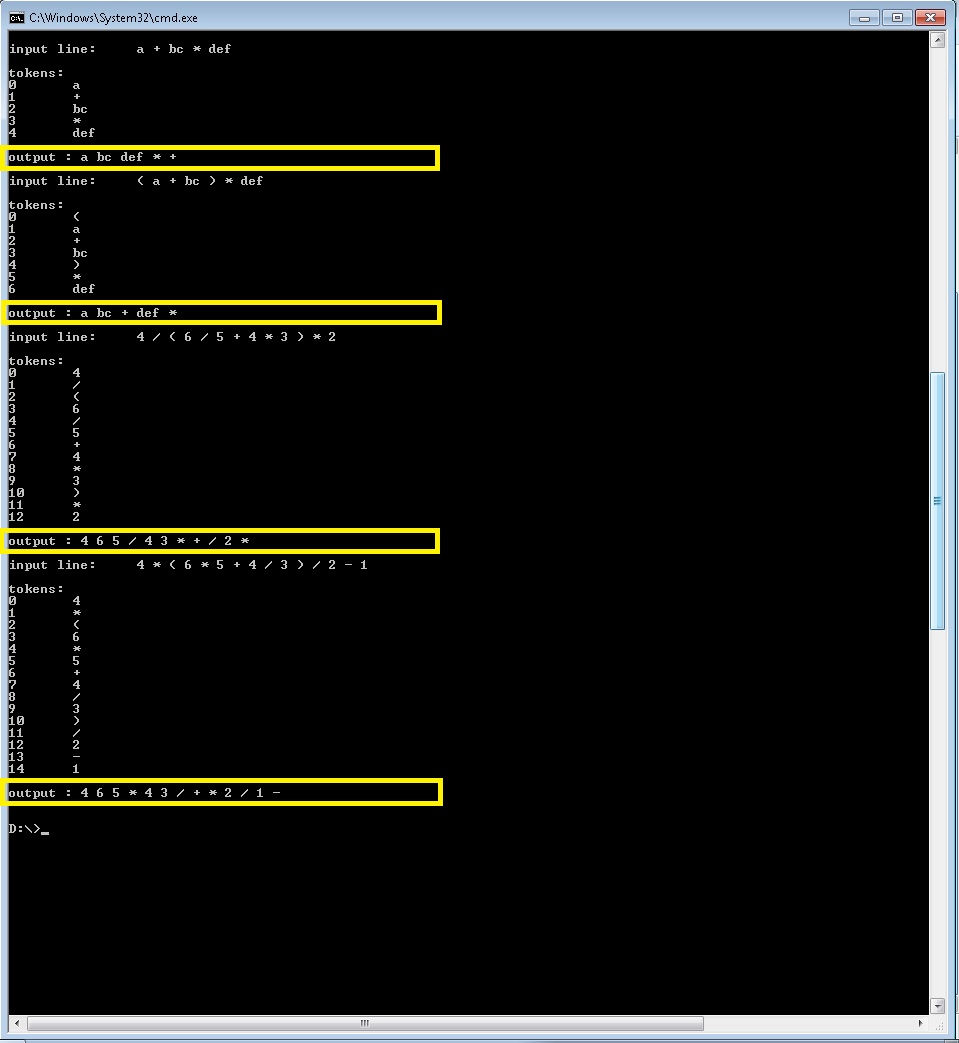 C:\Windows\System32\cmd.exe
input line: a + bc * def
tokens:
0 a
1 +
2 bc
3 *
4 def
output : a bc def * +
input line: ( a + bc ) * def
tokens:
0 (
1 a
2 +
3 bc
4 )
5 *
6 def
output : a bc + def *
input line: 4 / ( 6 / 5 + 4 * 3 ) * 2
tokens:
0 4
1 /
2 (
3 6
4 /
5 5
6 +
7 4
8 *
9 3
10 )
11 *
12 2
output : 4 6 5 / 4 3 * + / 2 *
input line: 4 * ( 6 * 5 + 4 / 3 ) / 2 - 1
tokens:
0 4
1 *
2 (
3 6
4 *
5 5
6 +
7 4
8 /
9 3
10 )
11 /
12 2
13 -
14 1
output : 4 6 5 * 4 3 / + * 2 / 1 -
D:\>_